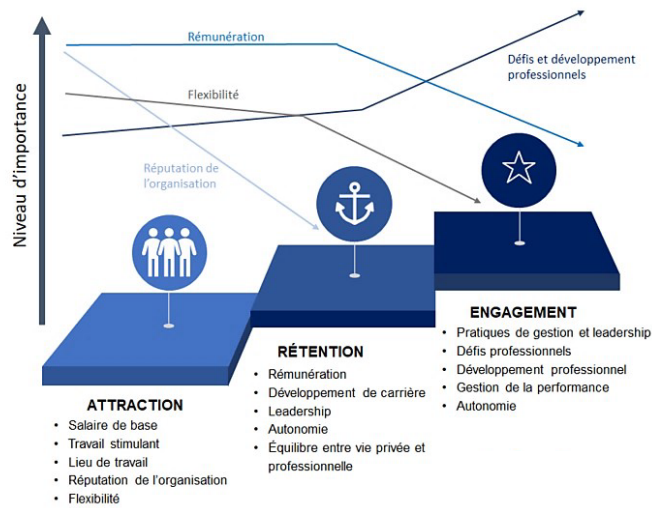 Niveau d'importance
Rémunération
Défis et développement
professionnels
Flexibilité
Réputation de
l'organisation
ATTRACTION
• Salaire de base
• Travail stimulant
• Lieu de travail
• Réputation de l'organisation
• Flexibilité
RÉTENTION
• Rémunération
• Développement de carrière
• Leadership
• Autonomie
• Équilibre entre vie privée et
professionnelle
ENGAGEMENT
• Pratiques de gestion et leadership
• Défis professionnels
• Développement professionnel
• Gestion de la performance
• Autonomie